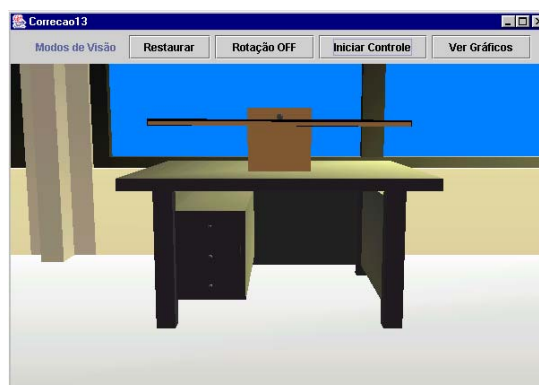 Correcao13
Modos de Visão Restaurar Rotação OFF Iniciar Controle Ver Gráficos